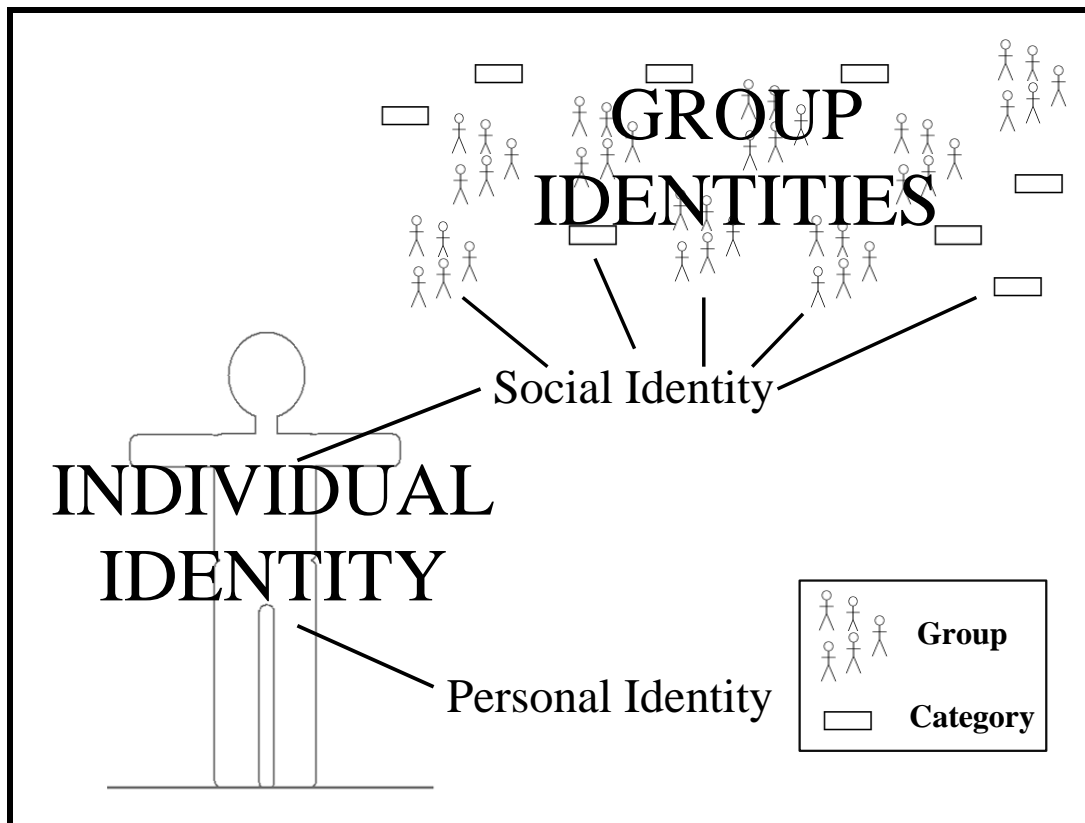 GROUP
IDENTITIES
Social Identity
INDIVIDUAL
IDENTITY
Personal Identity
Group
Category